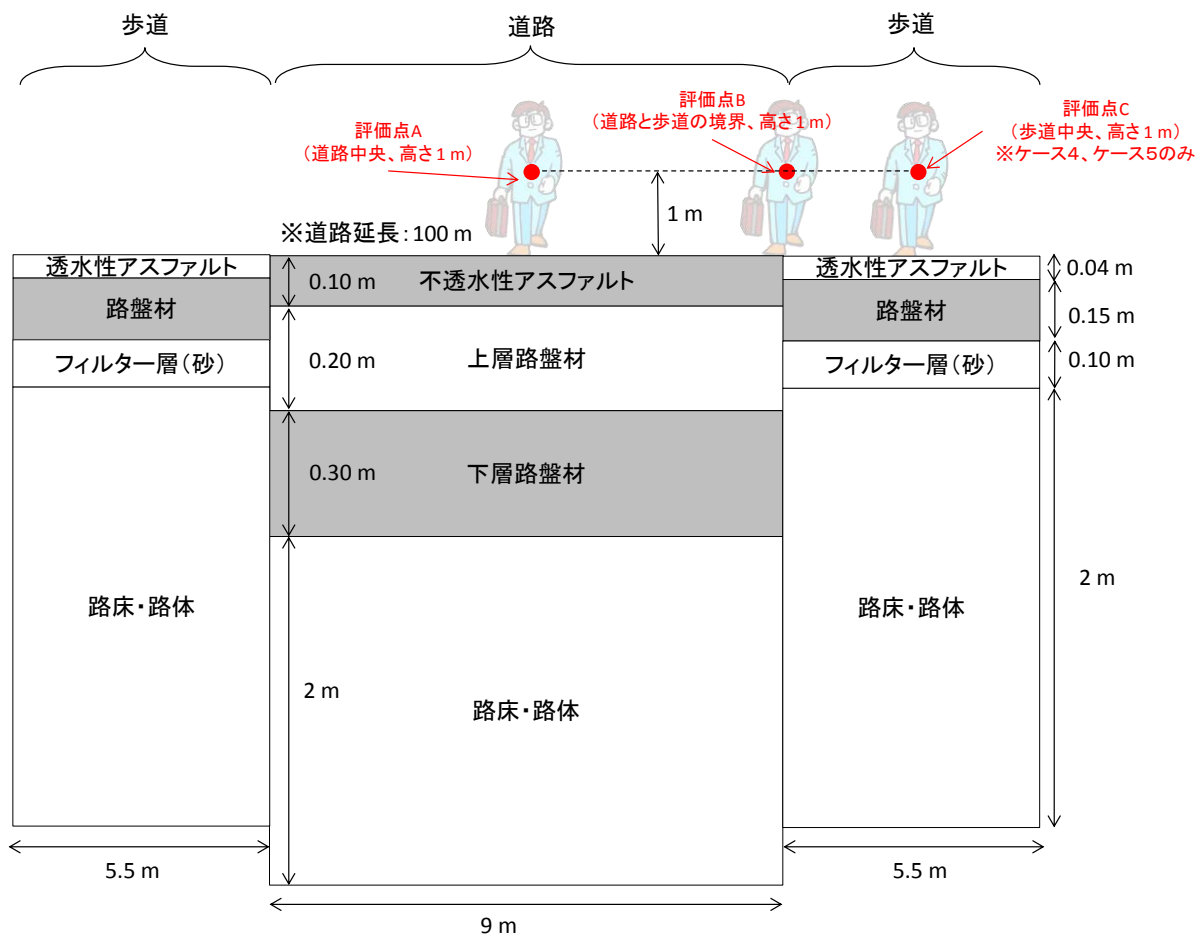 歩道
道路
歩道
評価点A
(道路中央、高さ1 m)
評価点B
(道路と歩道の境界、高さ1 m)
評価点C
(歩道中央、高さ1 m)
※ケース4、ケース5のみ
1 m
※道路延長:100 m
透水性アスファルト
0.10 m
不透水性アスファルト
透水性アスファルト
0.04 m
路盤材
路盤材
0.15 m
フィルター層(砂)
0.20 m
上層路盤材
フィルター層(砂)
0.10 m
0.30 m
下層路盤材
路床・路体
路床・路体
2 m
2 m
路床・路体
5.5 m
5.5 m
9 m